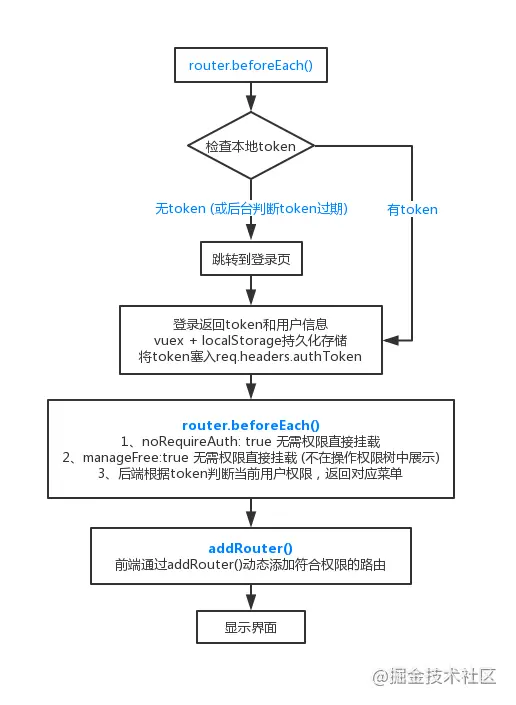 router.beforeEach()
检查本地token
无token (或后台判断token过期)
有token
跳转到登录页
登录返回token和用户信息
vuex + localStorage持久化存储
将token塞入req.headers.authToken
router.beforeEach()
1、noRequireAuth: true 无需权限直接挂载
2、manageFree:true 无需权限直接挂载 (不在操作权限树中展示)
3、后端根据token判断当前用户权限，返回对应菜单
addRouter()
前端通过addRouter()动态添加符合权限的路由
显示界面
@掘金技术社区